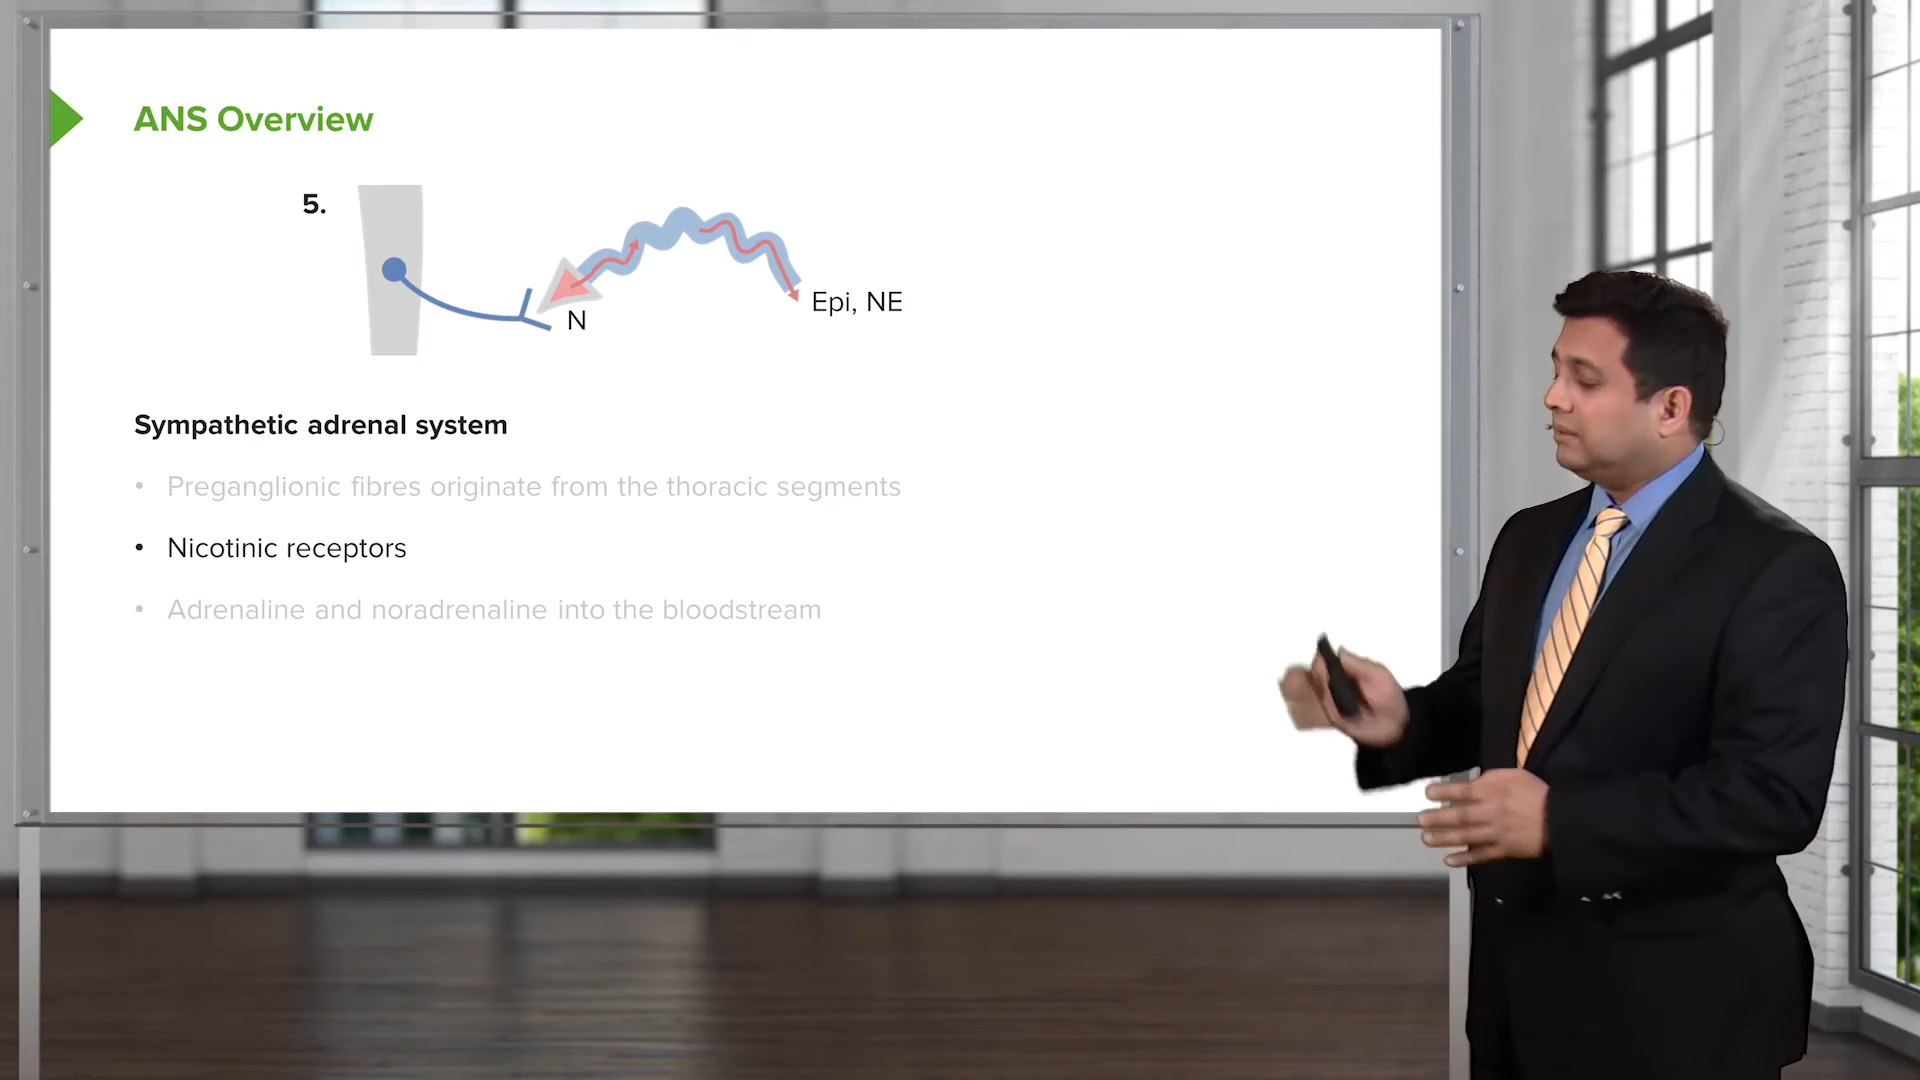 ANS Overview
5.
N
Epi, NE
Sympathetic adrenal system
• Preganglionic fibres originate from the thoracic segments
• Nicotinic receptors
• Adrenaline and noradrenaline into the bloodstream